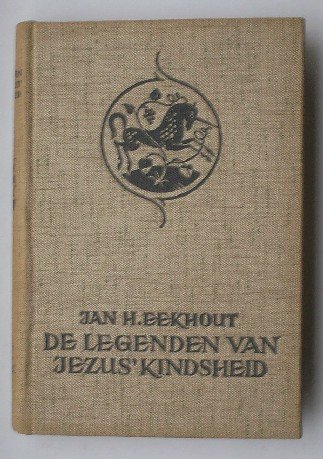 JAN H. EEKHOUT
DE LEGENDEN VAN
JEZUS' KINDSHEID